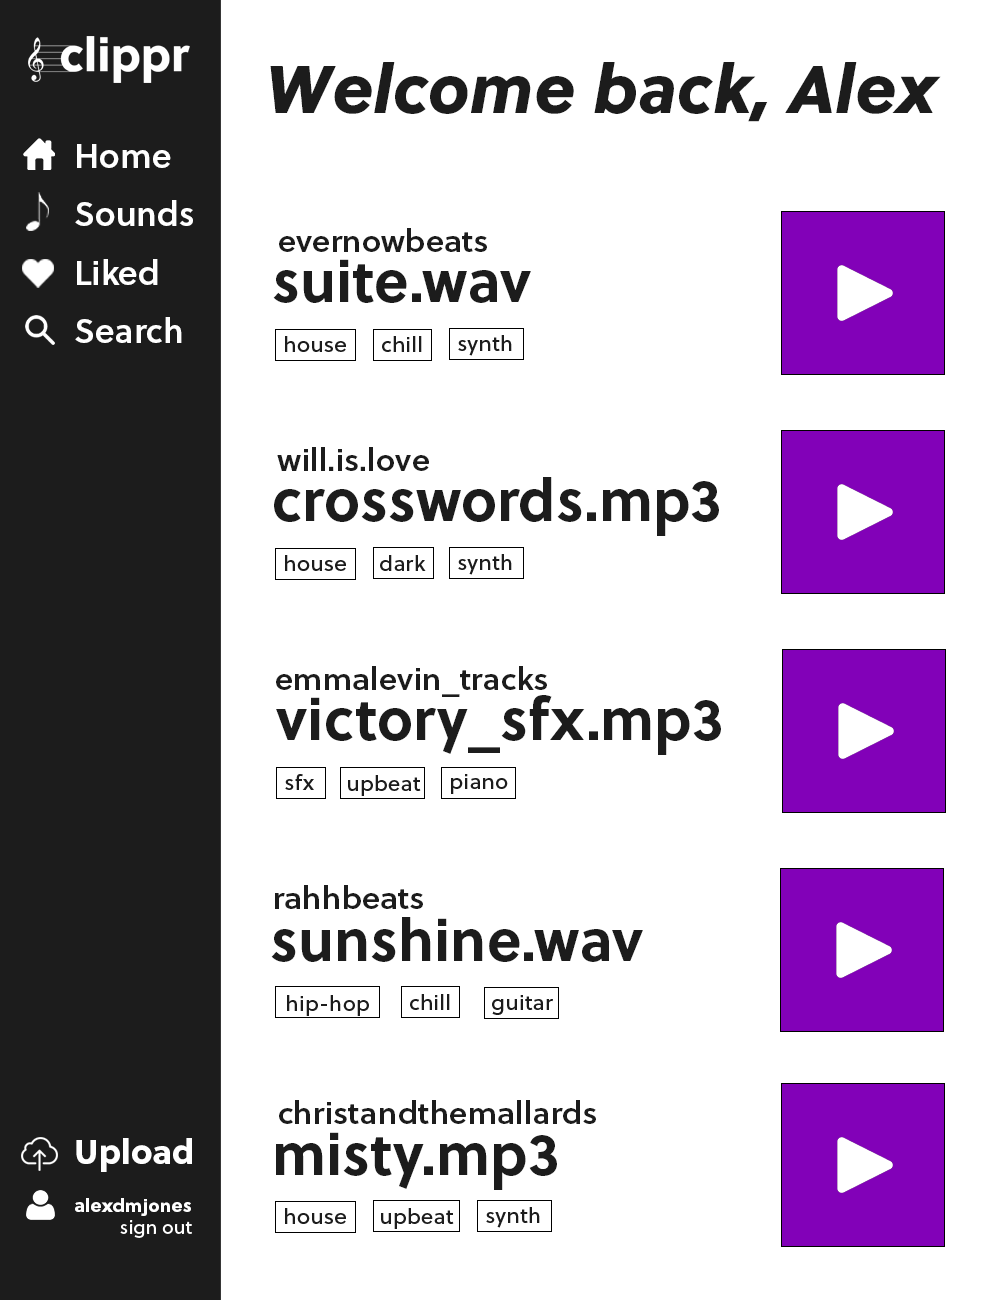 clippr
Home
Sounds
Liked
Search
Upload
alexdmjones
sign out
Welcome back, Alex
evernowbeats
suite.wav
house chill synth
will.is.love
crosswords.mp3
house dark synth
emmalevin_tracks
victory_sfx.mp3
sfx upbeat piano
rahhbeats
sunshine.wav
hip-hop chill guitar
christandthemallards
misty.mp3
house upbeat synth